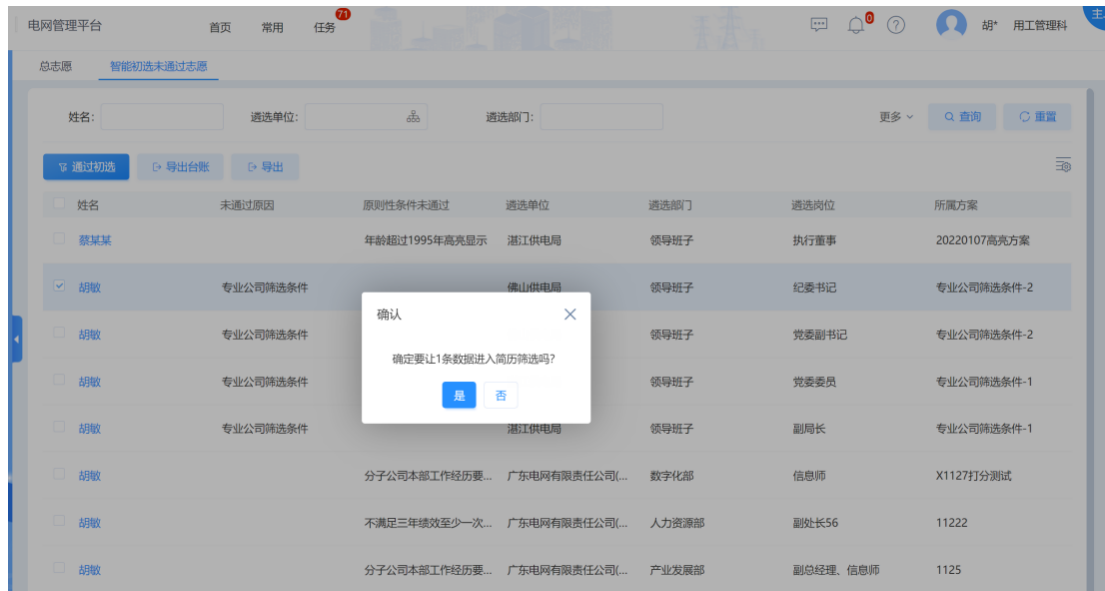 电网管理平台 首页 常用 任务 71 0 胡* 用工管理科 主
总志愿 智能初选未通过志愿
姓名: 遴选单位: 遴选部门: 更多 查询 重置
通过初选 导出台账 导出
姓名 未通过原因 原则性条件未通过 遴选单位 遴选部门 遴选岗位 所属方案
蔡某某 年龄超过1995年高亮显示 湛江供电局 领导班子 执行董事 20220107高亮方案
胡敏 专业公司筛选条件 佛山供电局 领导班子 纪委书记 专业公司筛选条件-2
确认
胡敏 专业公司筛选条件 领导班子 党委副书记 专业公司筛选条件-2
确定要让1条数据进入简历筛选吗?
胡敏 专业公司筛选条件 领导班子 党委委员 专业公司筛选条件-1
是 否
胡敏 专业公司筛选条件 湛江供电局 领导班子 副局长 专业公司筛选条件-1
胡敏 分子公司本部工作经历要... 广东电网有限责任公司(... 数字化部 信息师 X1127打分测试
胡敏 不满足三年绩效至少一次... 广东电网有限责任公司(... 人力资源部 副处长56 11222
胡敏 分子公司本部工作经历要... 广东电网有限责任公司(... 产业发展部 副总经理、信息师 1125